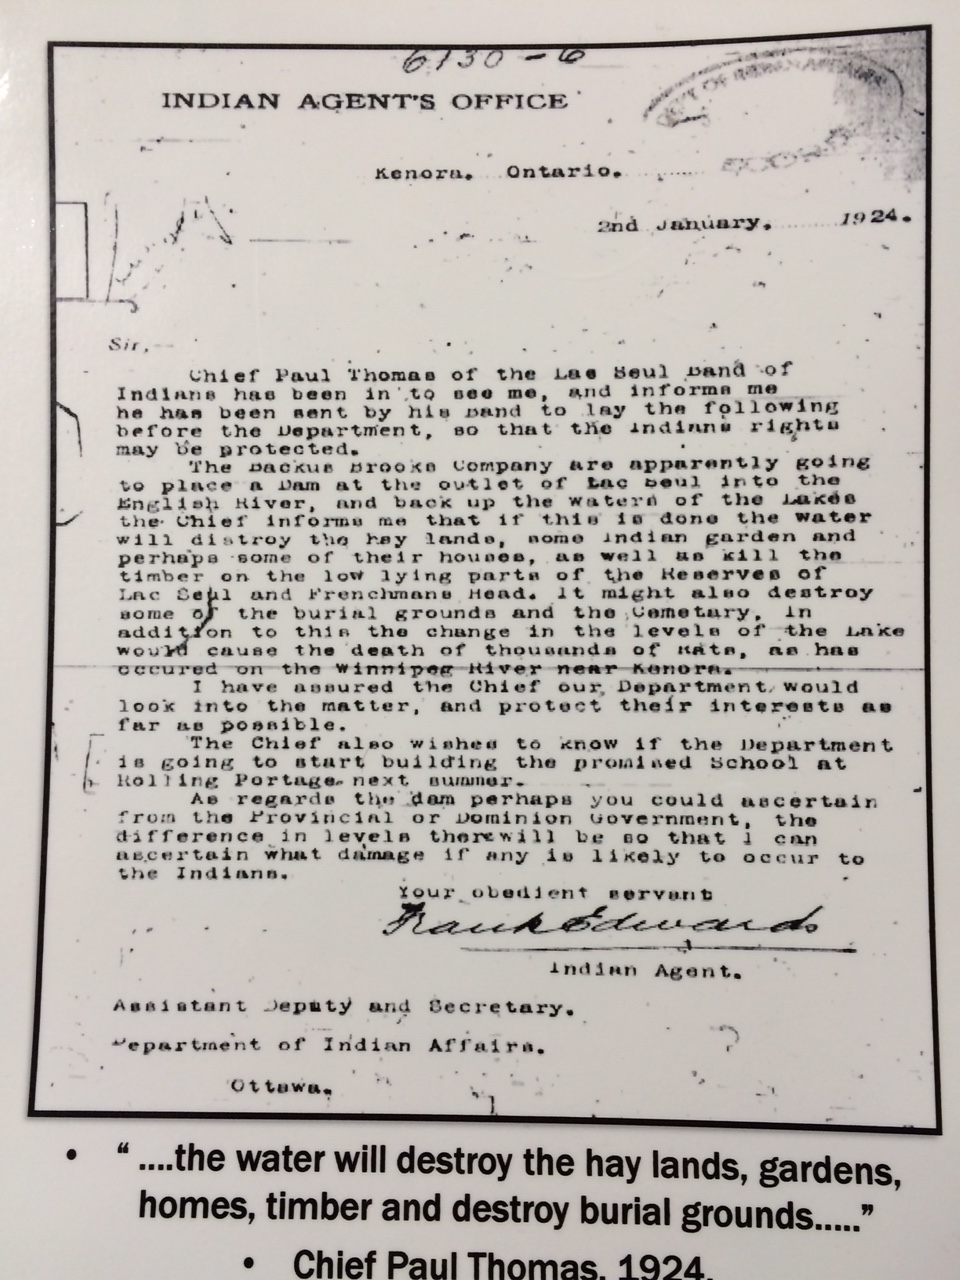 6130-6
INDIAN AGENT'S OFFICE
Kenora. Ontario.
2nd January, 1924.
Sir,
Chief Paul Thomas of the Lac Seul Band of
Indians has been in to see me, and informs me
he has been sent by his Band to lay the following
before the Department, so that the Indians rights
may be protected.
The Backus Brooks Company are apparently going
to place a Dam at the outlet of Lac Seul into the
English River, and back up the waters of the Lakes
the Chief informs me that if this is done the water
will distroy the hay lands, some Indian garden and
perhaps some of their houses, as well as kill the
timber on the low lying parts of the Reserves of
Lac Seul and Frenchmans Head. It might also destroy
some of the burial grounds and the Cemetary, in
addition to this the change in the levels of the Lake
would cause the death of thousands of Rats, as has
occured on the Winnipeg River near Kenora.
I have assured the Chief our Department would
look into the matter, and protect their interests as
far as possible.
The Chief also wishes to know if the Department
is going to start building the promised School at
Rolling Portage next summer.
As regards the dam perhaps you could ascertain
from the Provincial or Dominion Government, the
difference in levels there will be so that I can
ascertain what damage if any is likely to occur to
the Indians.
Your obedient servant
Frank Edwards
Indian Agent.
Assistant Deputy and Secretary.
Department of Indian Affairs.
Ottawa.
• “ ....the water will destroy the hay lands, gardens,
homes, timber and destroy burial grounds.....”
• Chief Paul Thomas, 1924.